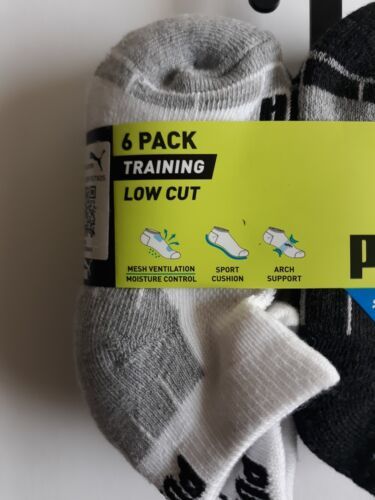 6 PACK
TRAINING
LOW CUT
MESH VENTILATION
MOISTURE CONTROL
SPORT
CUSHION
ARCH
SUPPORT